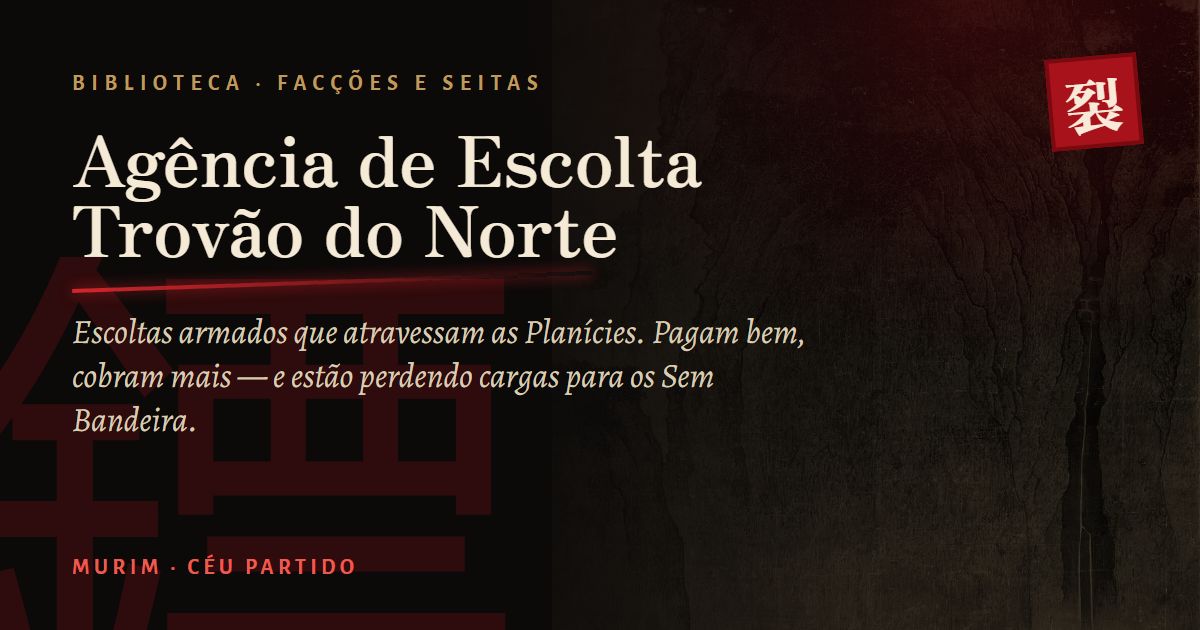 BIBLIOTECA · FACÇÕES E SEITAS
裂
Agência de Escolta
Trovão do Norte
Escoltas armados que atravessam as Planícies. Pagam bem,
cobram mais — e estão perdendo cargas para os Sem
Bandeira.
MURIM · CÉU PARTIDO